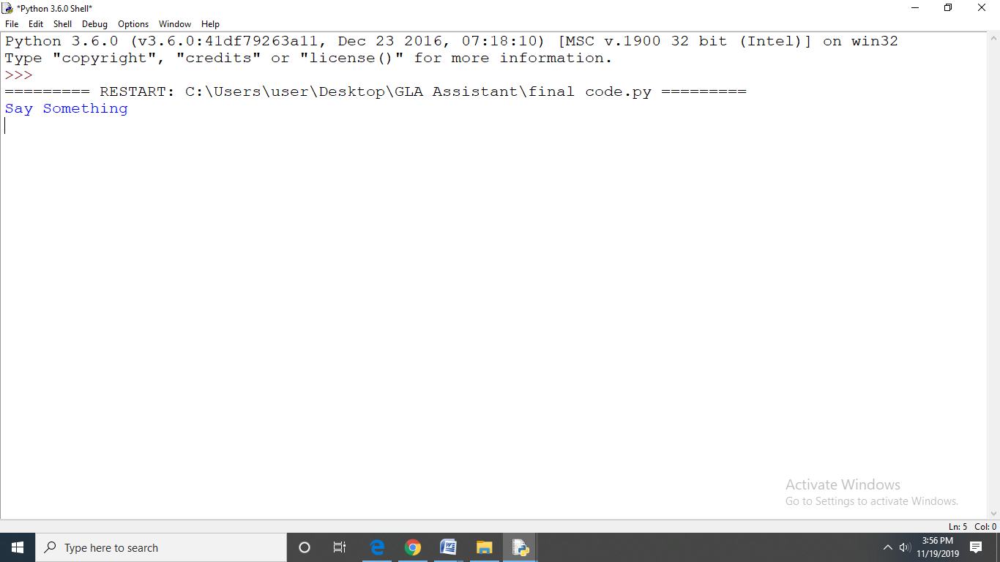 *Python 3.6.0 Shell*
File Edit Shell Debug Options Window Help
Python 3.6.0 (v3.6.0:41df79263a11, Dec 23 2016, 07:18:10) [MSC v.1900 32 bit (Intel)] on win32
Type "copyright", "credits" or "license()" for more information.
>>>
========= RESTART: C:\Users\user\Desktop\GLA Assistant\final code.py =========
Say Something
Activate Windows
Go to Settings to activate Windows.
Ln: 5 Col: 0
Type here to search
3:56 PM
11/19/2019